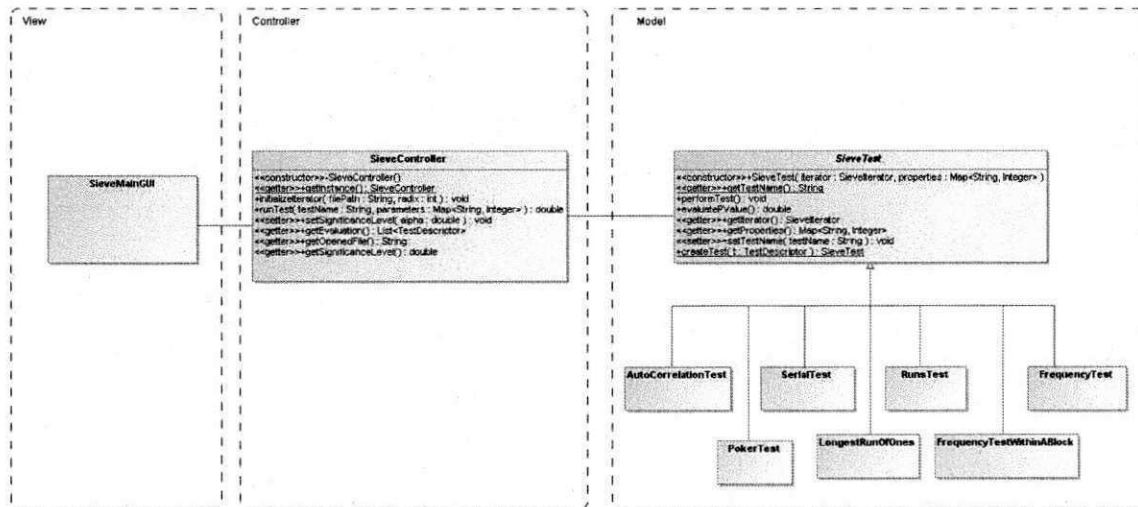 View
Controller
Model
SieveMainGUI
SieveController
<<constructor>>-SieveController()
<<getter>>+getInstance() : SieveController
+initializeIterator( filePath : String, radix : int ) : void
+runTest( testName : String, parameters : Map<String, Integer> ) : double
<<setter>>+setSignificanceLevel( alpha : double ) : void
<<getter>>+getEvaluation() : List<TestDescriptor>
<<getter>>+getOpenedFile() : String
<<getter>>+getSignificanceLevel() : double
SieveTest
<<constructor>>+SieveTest( iterator : SieveIterator, properties : Map<String, Integer> )
<<getter>>+getTestName() : String
+performTest() : void
+evaluatePValue() : double
<<getter>>+getIterator() : SieveIterator
<<getter>>+getProperties() : Map<String, Integer>
<<setter>>+setTestName( testName : String ) : void
+createTest( t : TestDescriptor ) : SieveTest
AutoCorrelationTest
SerialTest
RunsTest
FrequencyTest
PokerTest
LongestRunOfOnes
FrequencyTestWithinABlock